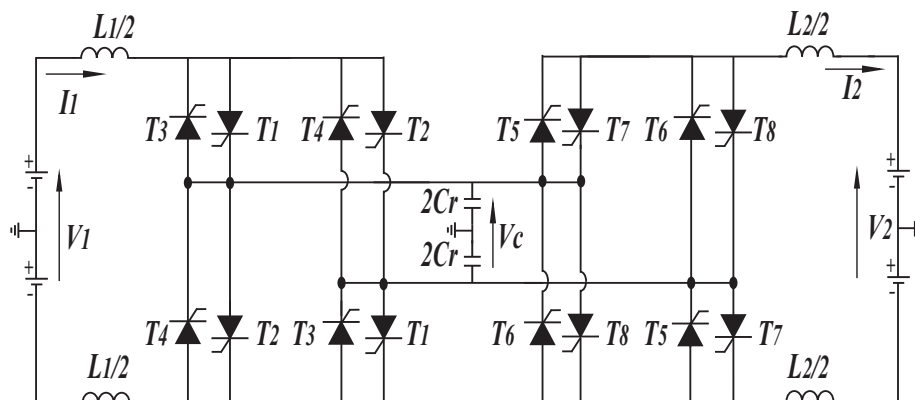 L1/2 L2/2
I1 I2
T3 T1 T4 T2 T5 T7 T6 T8
+ +
- -
2Cr
V1 Vc V2
2Cr
+ +
- -
T4 T2 T3 T1 T6 T8 T5 T7
L1/2 L2/2